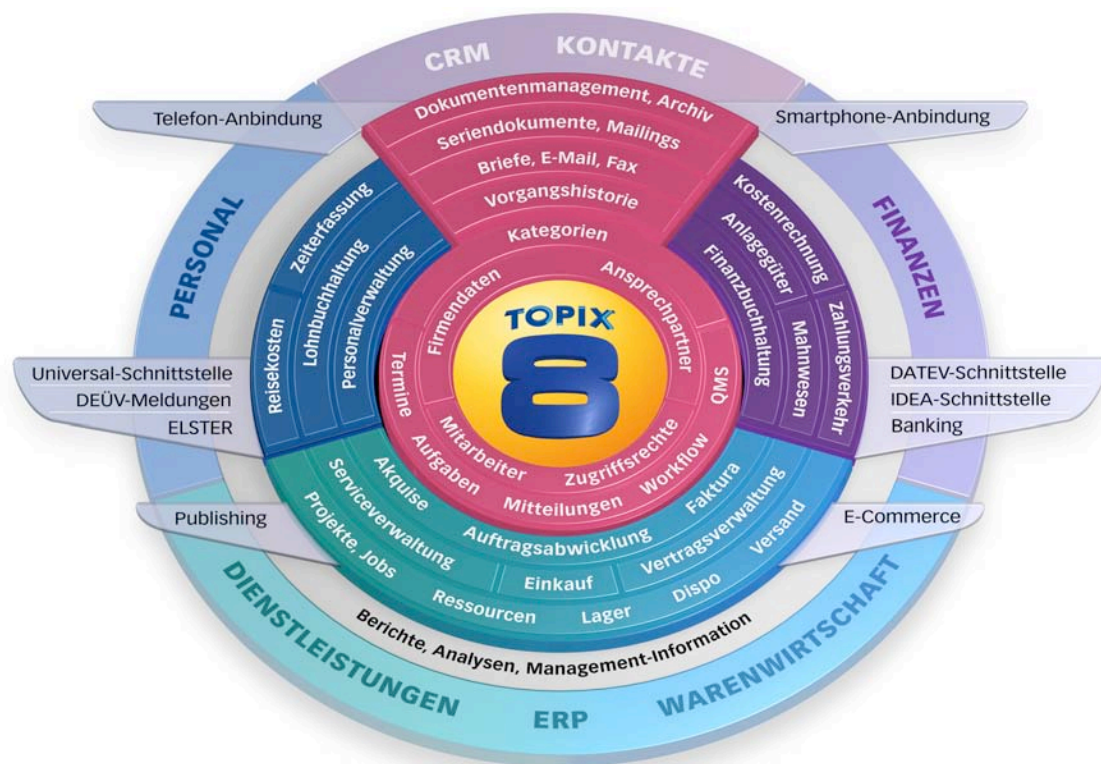 CRM KONTAKTE
Dokumentenmanagement, Archiv
Telefon-Anbindung
Smartphone-Anbindung
Seriendokumente, Mailings
Briefe, E-Mail, Fax
Vorgangshistorie
Kategorien
PERSONAL
FINANZEN
Zeiterfassung
Lohnbuchhaltung
Personalverwaltung
Reisekosten
Kostenrechnung
Anlagegüter
Finanzbuchhaltung
Zahlungsverkehr
Mahnwesen
Firmendaten
Ansprechpartner
TOPIX
8
Termine
QMS
Universal-Schnittstelle
DEÜV-Meldungen
ELSTER
DATEV-Schnittstelle
IDEA-Schnittstelle
Banking
Mitarbeiter
Zugriffsrechte
Aufgaben
Mitteilungen
Workflow
Akquise
Auftragsabwicklung
Faktura
Serviceverwaltung
Einkauf
Vertragsverwaltung
Projekte, Jobs
Ressourcen
Lager
Dispo
Versand
Publishing
E-Commerce
Berichte, Analysen, Management-Information
DIENSTLEISTUNGEN
ERP
WARENWIRTSCHAFT